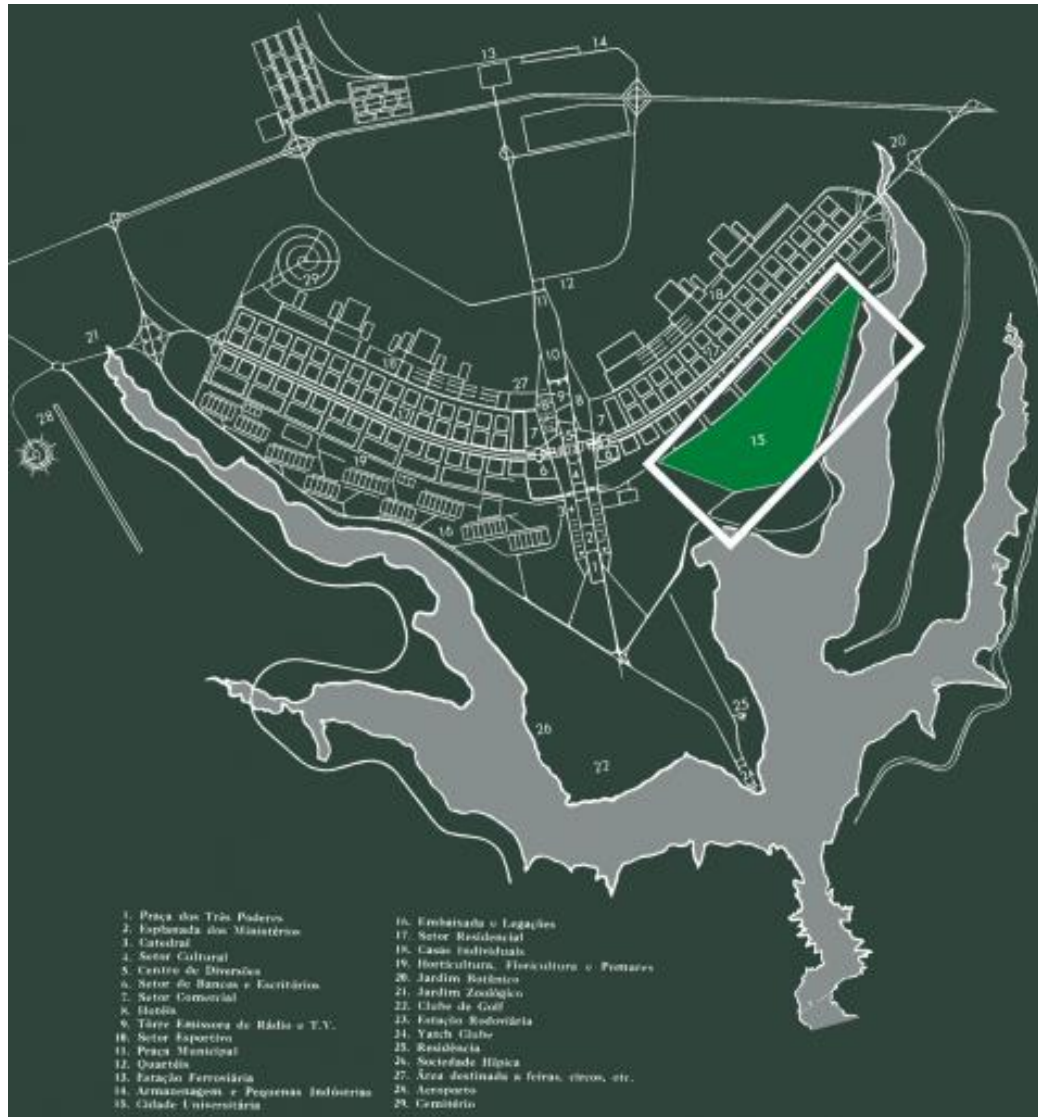 13
14
20
29
12
11
18
21
10
27
9
8
7
7
28
15
19
16
2
1
25
26
22
1. Praça dos Três Poderes
2. Esplanada dos Ministérios
3. Catedral
4. Setor Cultural
5. Centro de Diversões
6. Setor de Bancos e Escritórios
7. Setor Comercial
8. Hotéis
9. Tôrre Emissora de Rádio e T.V.
10. Setor Esportivo
11. Praça Municipal
12. Quartéis
13. Estação Ferroviária
14. Armazenagem e Pequenas Indústrias
15. Cidade Universitária
16. Embaixada e Legações
17. Setor Residencial
18. Casas Individuais
19. Horticultura, Floricultura e Pomares
20. Jardim Botânico
21. Jardim Zoológico
22. Clube de Golf
23. Estação Rodoviária
24. Yatch Clube
25. Residência
26. Sociedade Hípica
27. Área destinada a feiras, circos, etc.
28. Aeroporto
29. Cemitério